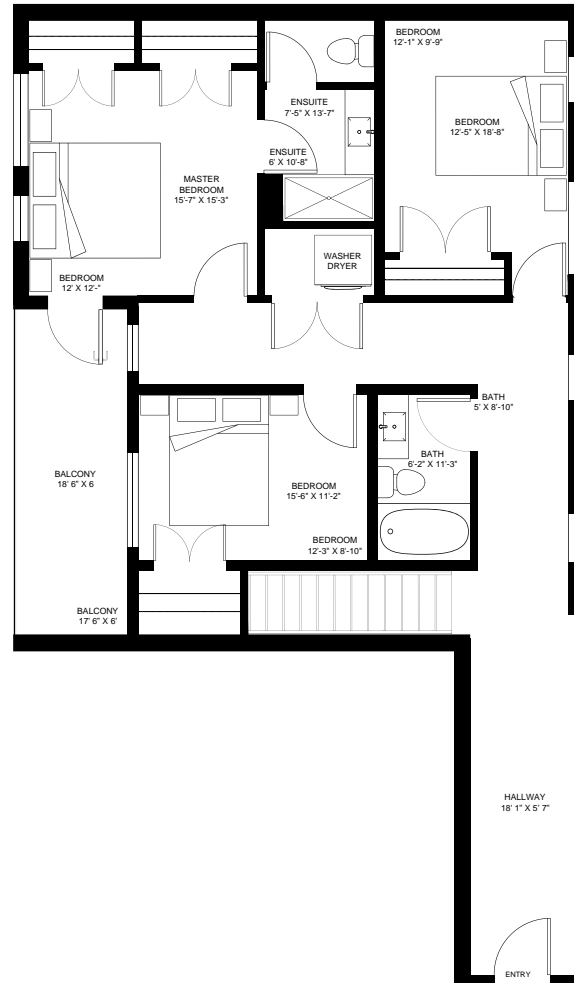 BEDROOM
12'-1" X 9'-9"
ENSUITE
7'-5" X 13'-7"
BEDROOM
12'-5" X 18'-8"
ENSUITE
6' X 10'-8"
MASTER
BEDROOM
15'-7" X 15'-3"
WASHER
DRYER
BEDROOM
12' X 12'-"
BATH
5' X 8'-10"
BATH
6'-2" X 11'-3"
BALCONY
18' 6" X 6
BEDROOM
15'-6" X 11'-2"
BEDROOM
12'-3" X 8'-10"
BALCONY
17' 6" X 6'
HALLWAY
18' 1" X 5' 7"
ENTRY